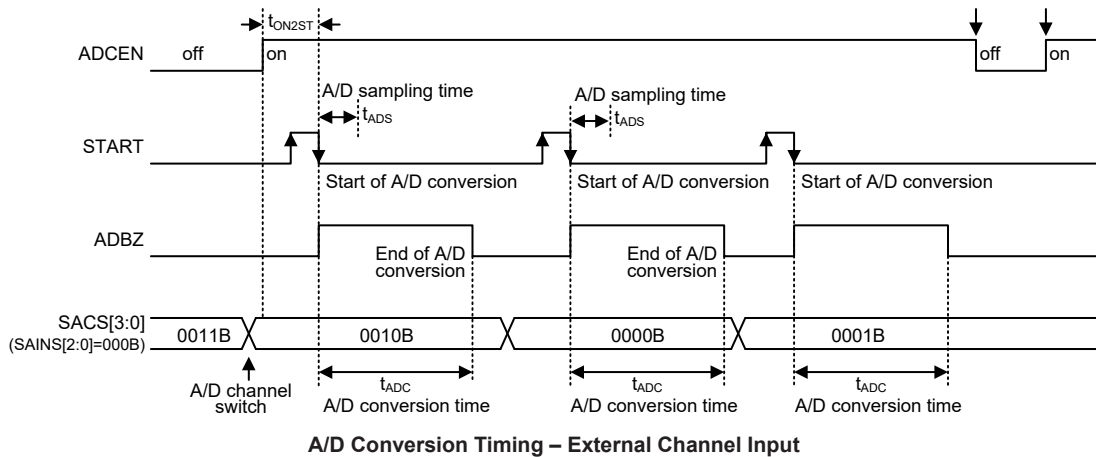 tON2ST
ADCEN
off
on
off
on
A/D sampling time
tADS
A/D sampling time
tADS
START
Start of A/D conversion
Start of A/D conversion
Start of A/D conversion
ADBZ
End of A/D
conversion
End of A/D
conversion
SACS[3:0]
(SAINS[2:0]=000B)
0011B
0010B
0000B
0001B
A/D channel
switch
tADC
A/D conversion time
tADC
A/D conversion time
tADC
A/D conversion time
A/D Conversion Timing – External Channel Input